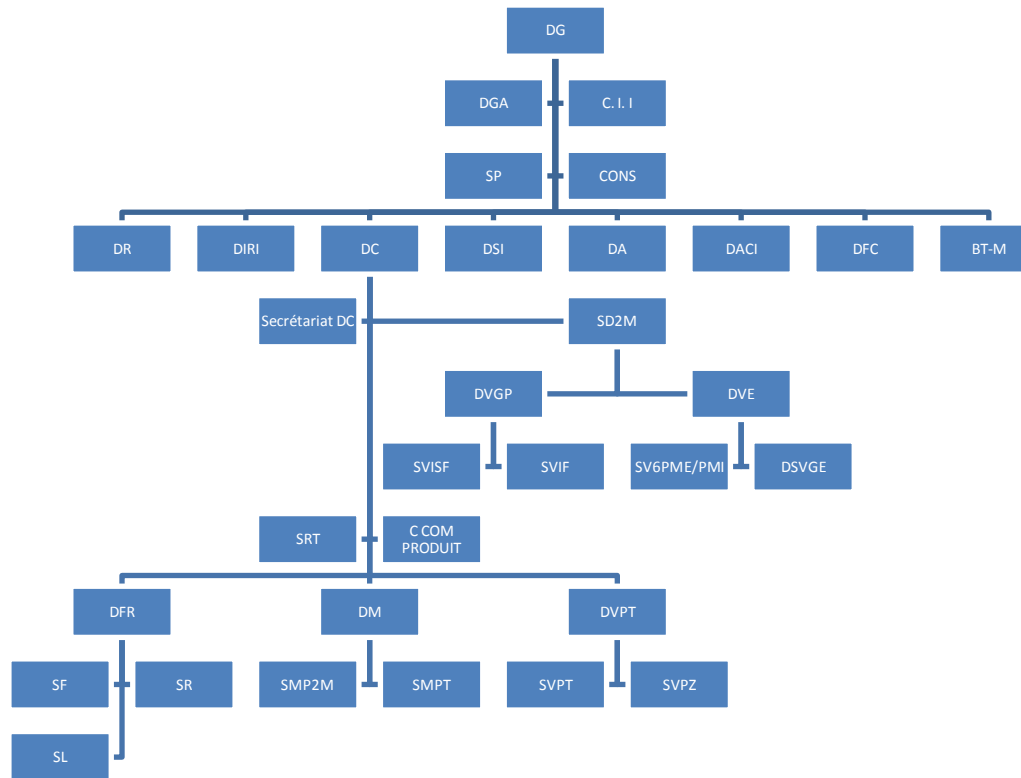 DG
DGA
C. I. I
SP
CONS
DR
DIRI
DC
DSI
DA
DACI
DFC
BT-M
Secrétariat DC
SD2M
DVGP
DVE
SVISF
SVIF
SV6PME/PMI
DSVGE
SRT
C COM
PRODUIT
DFR
DM
DVPT
SF
SR
SMP2M
SMPT
SVPT
SVPZ
SL